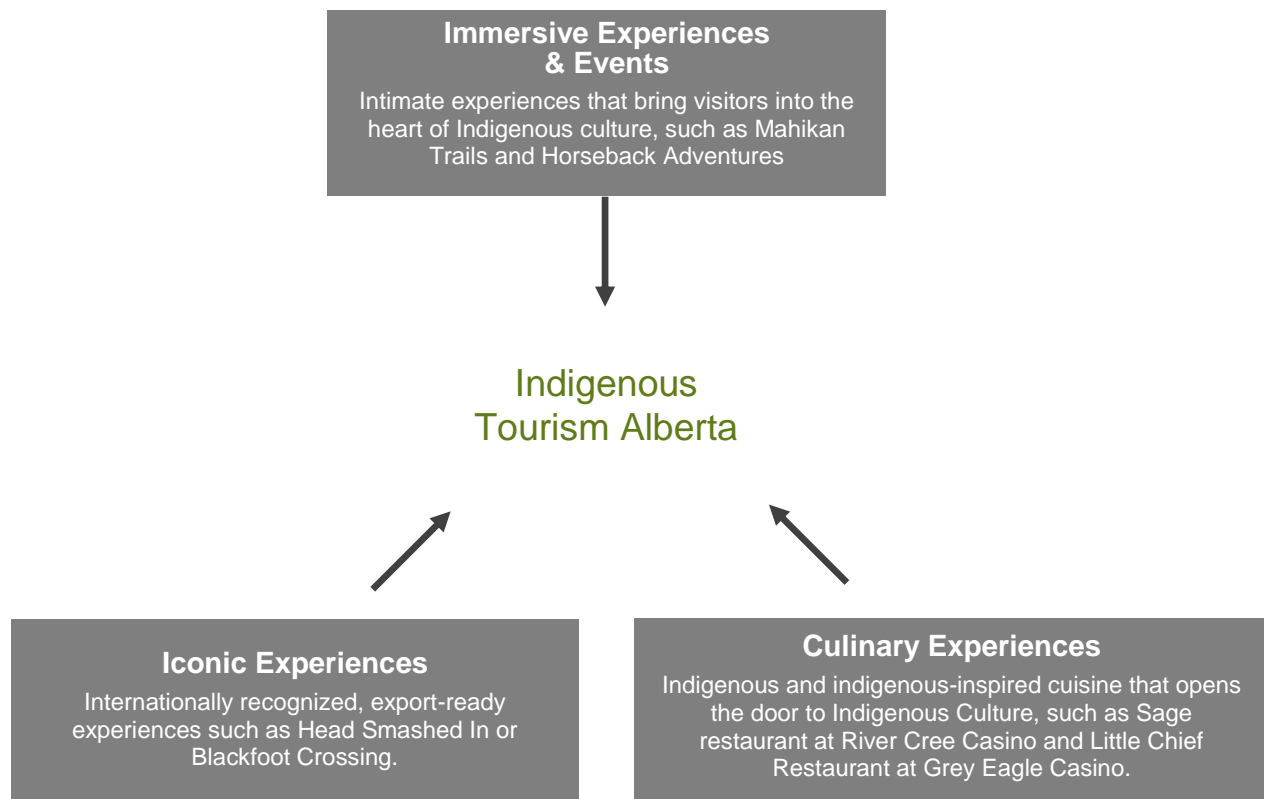 Immersive Experiences
& Events
Intimate experiences that bring visitors into the
heart of Indigenous culture, such as Mahikan
Trails and Horseback Adventures
Indigenous
Tourism Alberta
Iconic Experiences
Internationally recognized, export-ready
experiences such as Head Smashed In or
Blackfoot Crossing.
Culinary Experiences
Indigenous and indigenous-inspired cuisine that opens
the door to Indigenous Culture, such as Sage
restaurant at River Cree Casino and Little Chief
Restaurant at Grey Eagle Casino.